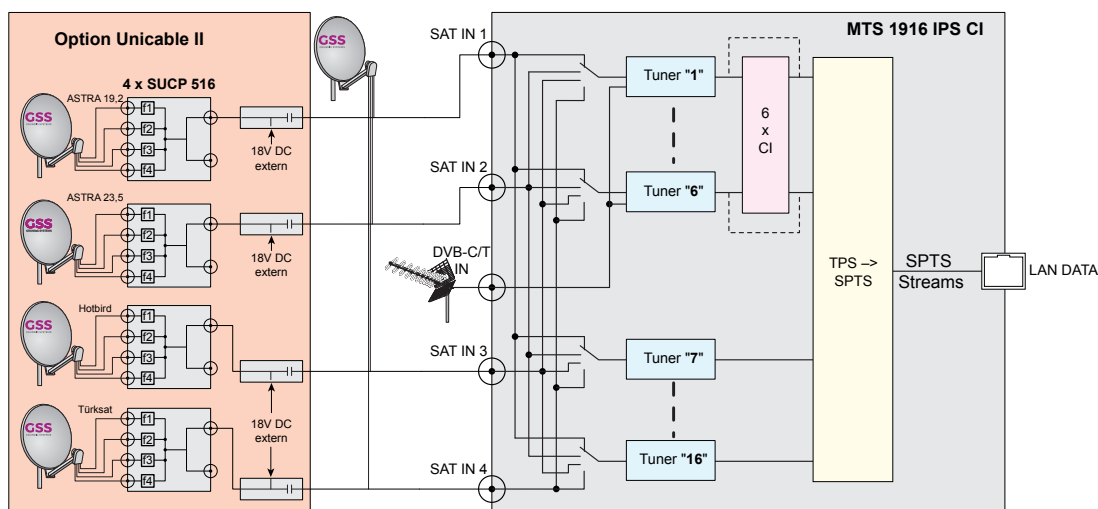 Option Unicable II
4 x SUCP 516
ASTRA 19,2
GSS
f1
f2
f3
f4
18V DC
extern
ASTRA 23,5
GSS
f1
f2
f3
f4
18V DC
extern
Hotbird
GSS
f1
f2
f3
f4
18V DC
extern
Türksat
GSS
f1
f2
f3
f4
GSS
SAT IN 1
SAT IN 2
DVB-C/T
IN
SAT IN 3
SAT IN 4
MTS 1916 IPS CI
Tuner "1"
Tuner "6"
Tuner "7"
Tuner "16"
6
x
CI
TPS –>
SPTS
SPTS
Streams
LAN DATA